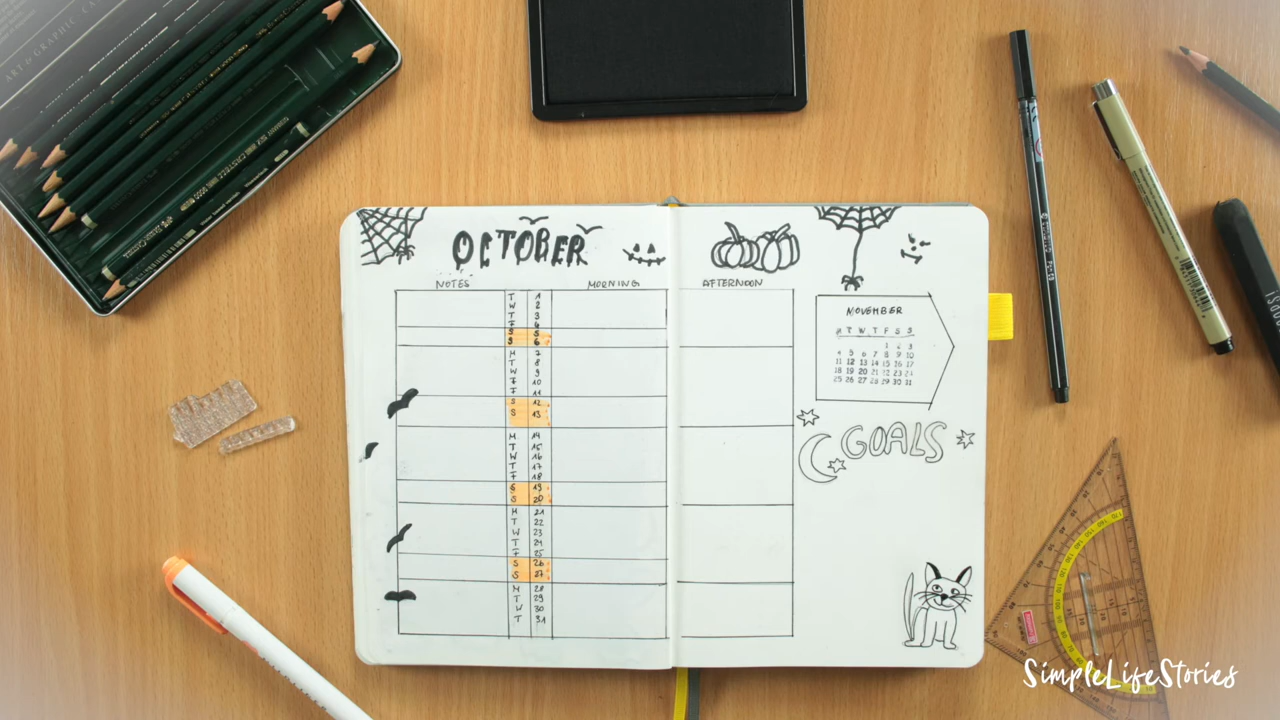 ART & GRAPHIC
OCTOBER
NOTES
MORNING
AFTERNOON
T 1
W 2
T 3
F 4
S 5
S 6
M 7
T 8
W 9
T 10
F 11
S 12
S 13
M 14
T 15
W 16
T 17
F 18
S 19
S 20
M 21
T 22
W 23
T 24
F 25
S 26
S 27
M 28
T 29
W 30
T 31
NOVEMBER
M T W T F S S
1 2 3
4 5 6 7 8 9 10
11 12 13 14 15 16 17
18 19 20 21 22 23 24
25 26 27 28 29 30 31
GOALS
SimpleLifeStories